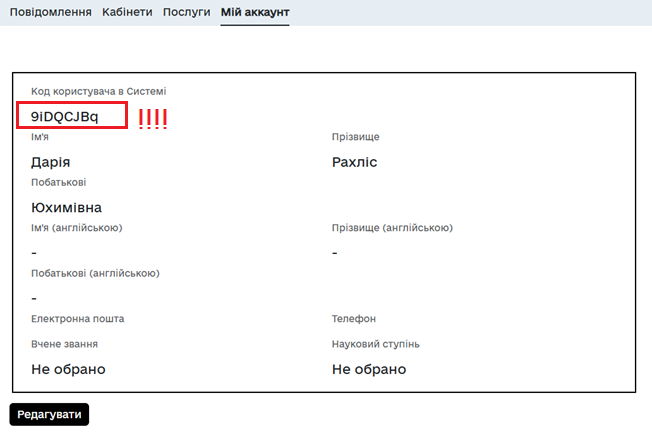 Повідомлення Кабінети Послуги Мій аккаунт
Код користувача в Системі
9iDQCJBq !!!!
Ім'я Прізвище
Дарія Рахліс
Побатькові
Юхимівна
Ім'я (англійською) Прізвище (англійською)
- -
Побатькові (англійською)
-
Електронна пошта Телефон
Вчене звання Науковий ступінь
Не обрано Не обрано
Редагувати